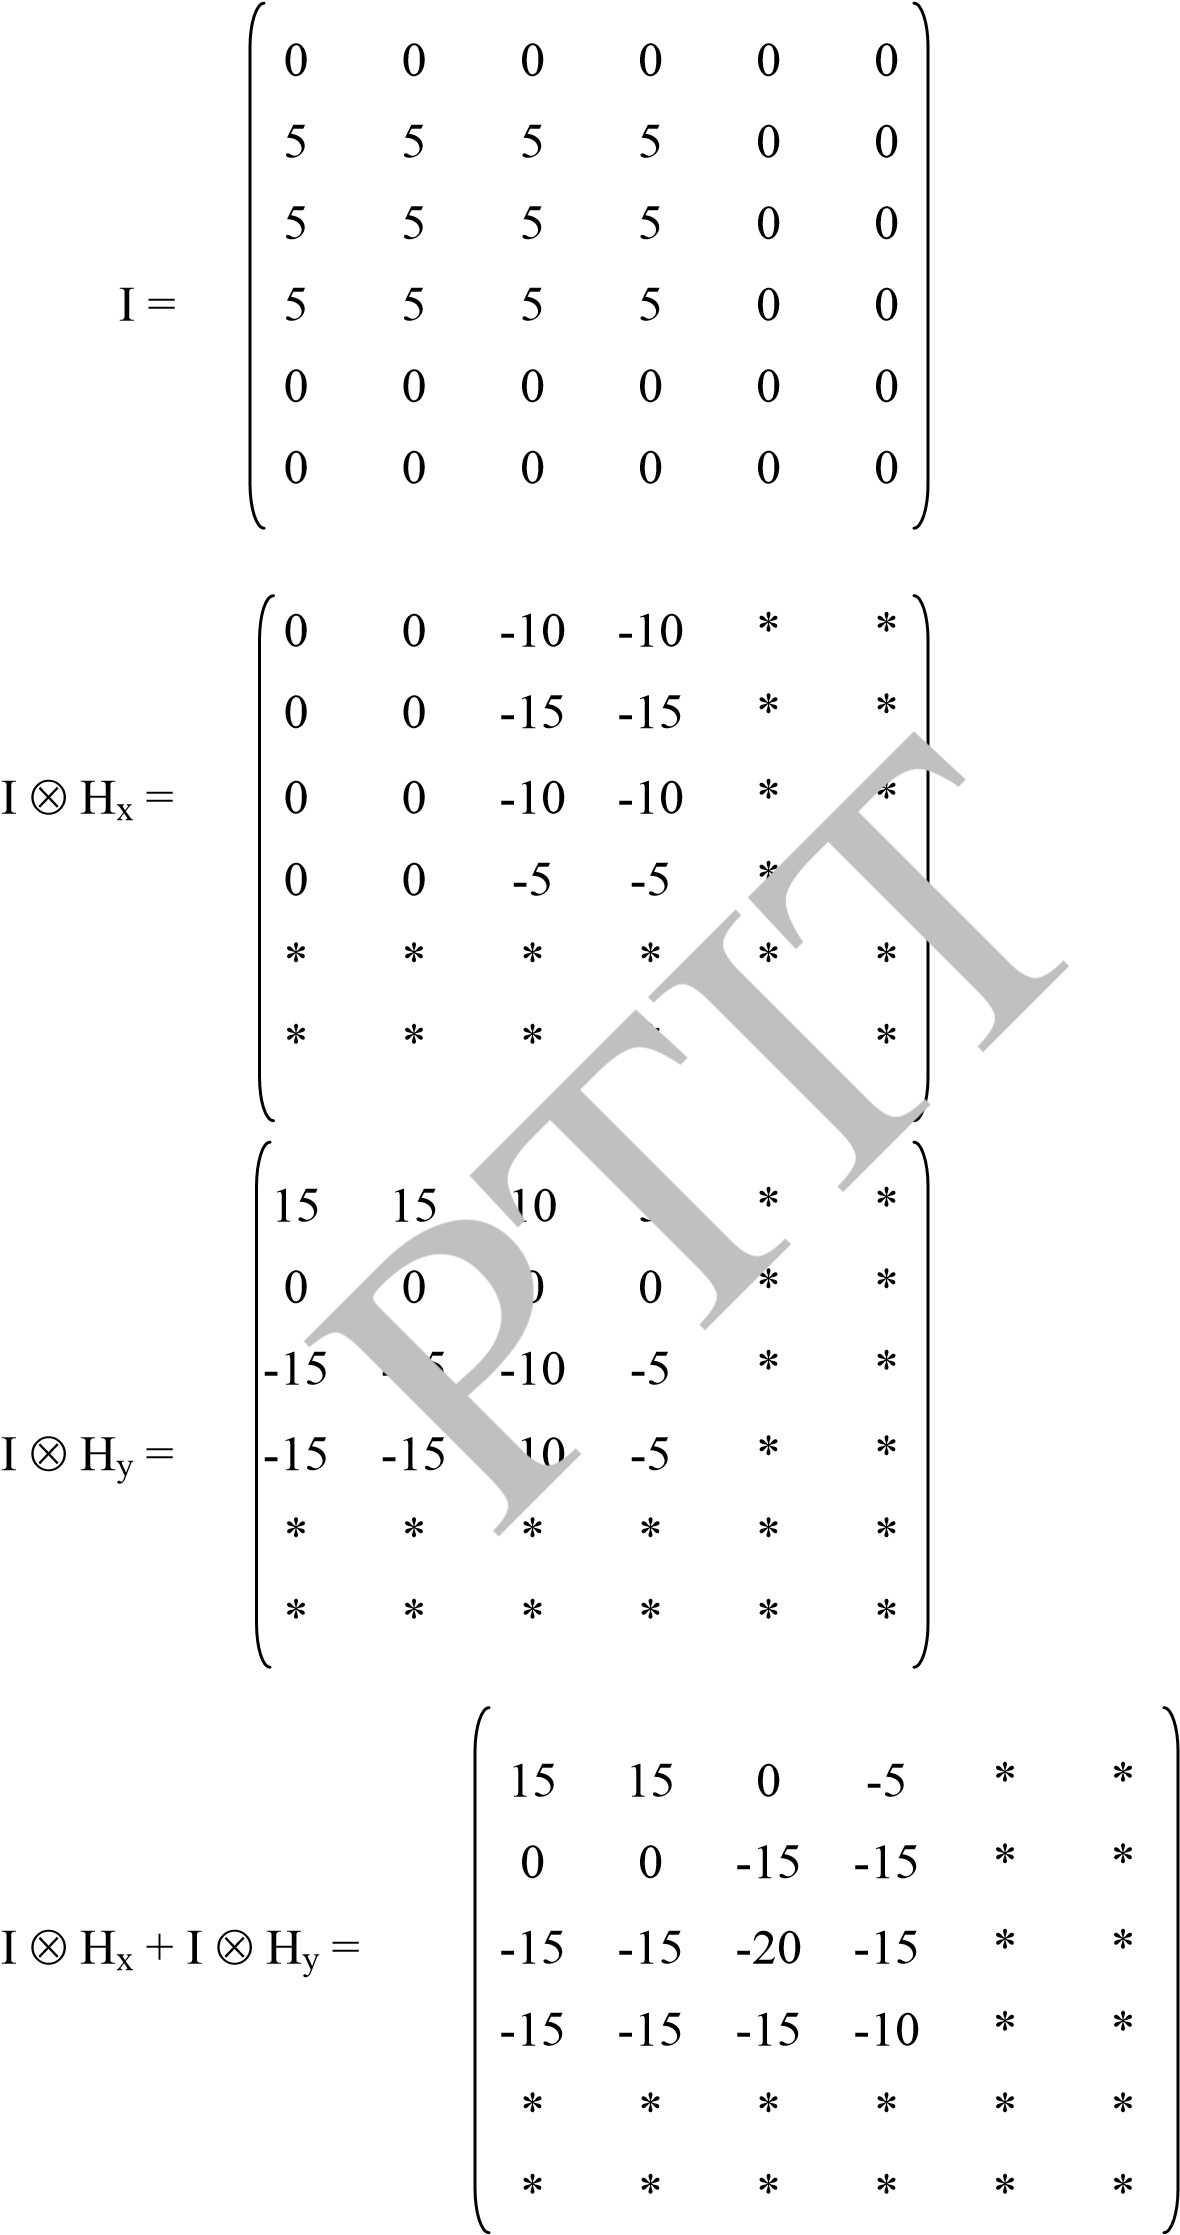 0 0 0 0 0 0
5 5 5 5 0 0
5 5 5 5 0 0
I = 5 5 5 5 0 0
0 0 0 0 0 0
0 0 0 0 0 0
0 0 -10 -10 * *
0 0 -15 -15 * *
I ⊗ Hx = 0 0 -10 -10 * *
0 0 -5 -5 *
* * * * * *
* * * *
15 15 10 * *
0 0 0 0 * *
-15 -10 -5 * *
I ⊗ Hy = -15 -15 -10 -5 * *
* * * * * *
* * * * * *
15 15 0 -5 * *
0 0 -15 -15 * *
I ⊗ Hx + I ⊗ Hy = -15 -15 -20 -15 * *
-15 -15 -15 -10 * *
* * * * * *
* * * * * *
PTIT